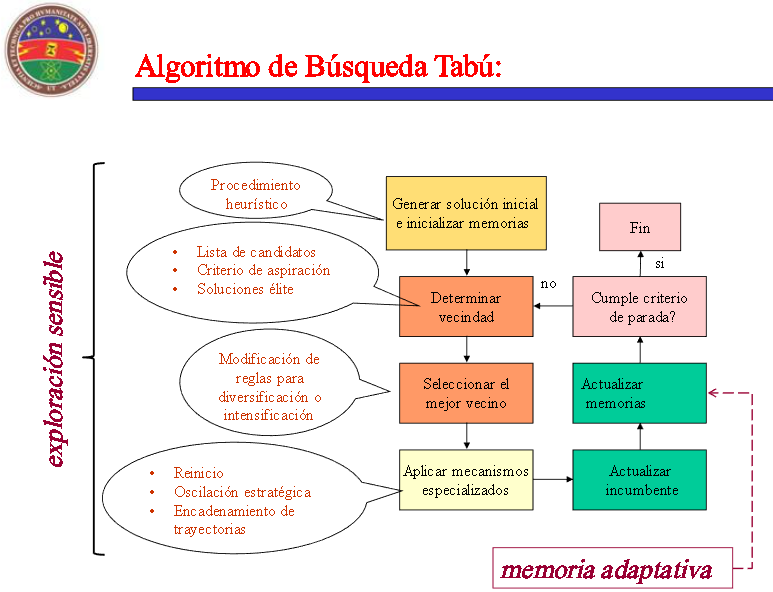 Algoritmo de Búsqueda Tabú:
exploración sensible
Procedimiento
heurístico
• Lista de candidatos
• Criterio de aspiración
• Soluciones élite
Modificación de
reglas para
diversificación o
intensificación
• Reinicio
• Oscilación estratégica
• Encadenamiento de
trayectorias
Generar solución inicial
e inicializar memorias
Determinar
vecindad
Seleccionar el
mejor vecino
Aplicar mecanismos
especializados
Actualizar
incumbente
Actualizar
memorias
Cumple criterio
de parada?
no
si
Fin
memoria adaptativa